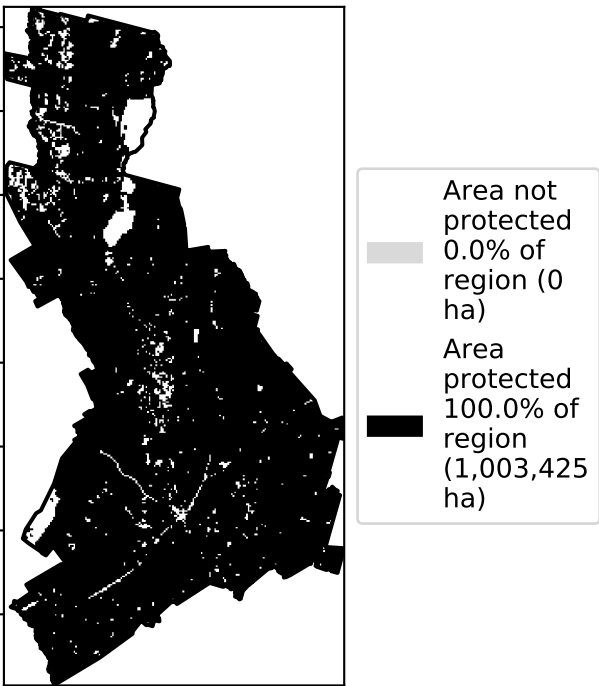 Area not
protected
0.0% of
region (0
ha)
Area
protected
100.0% of
region
(1,003,425
ha)